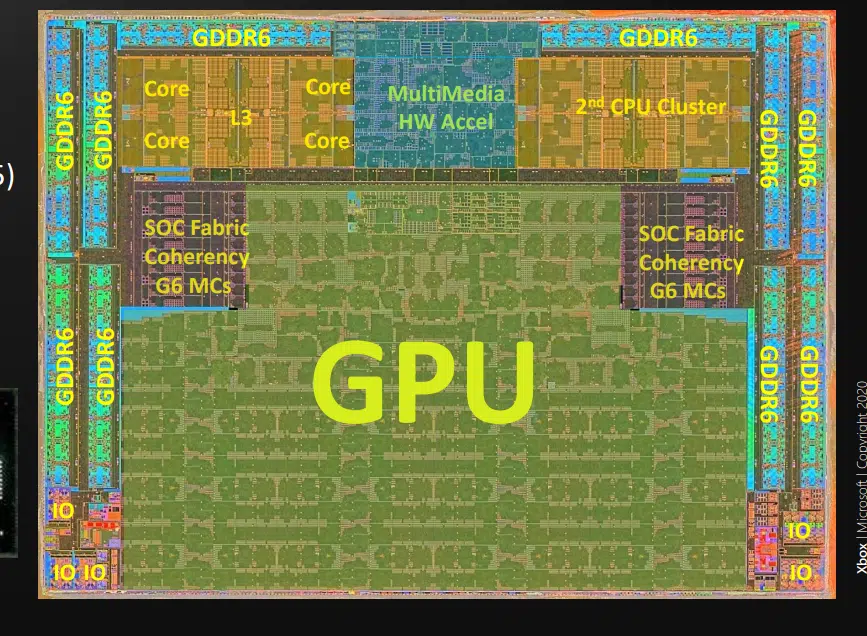 GDDR6
GDDR6
Core
Core
L3
Core
Core
MultiMedia
HW Accel
2nd CPU Cluster
GDDR6
GDDR6
GDDR6
GDDR6
5)
SOC Fabric
Coherency
G6 MCs
SOC Fabric
Coherency
G6 MCs
GPU
GDDR6
GDDR6
GDDR6
GDDR6
IO
IO IO
IO
IO
Xbox | Microsoft | Copyright 2020